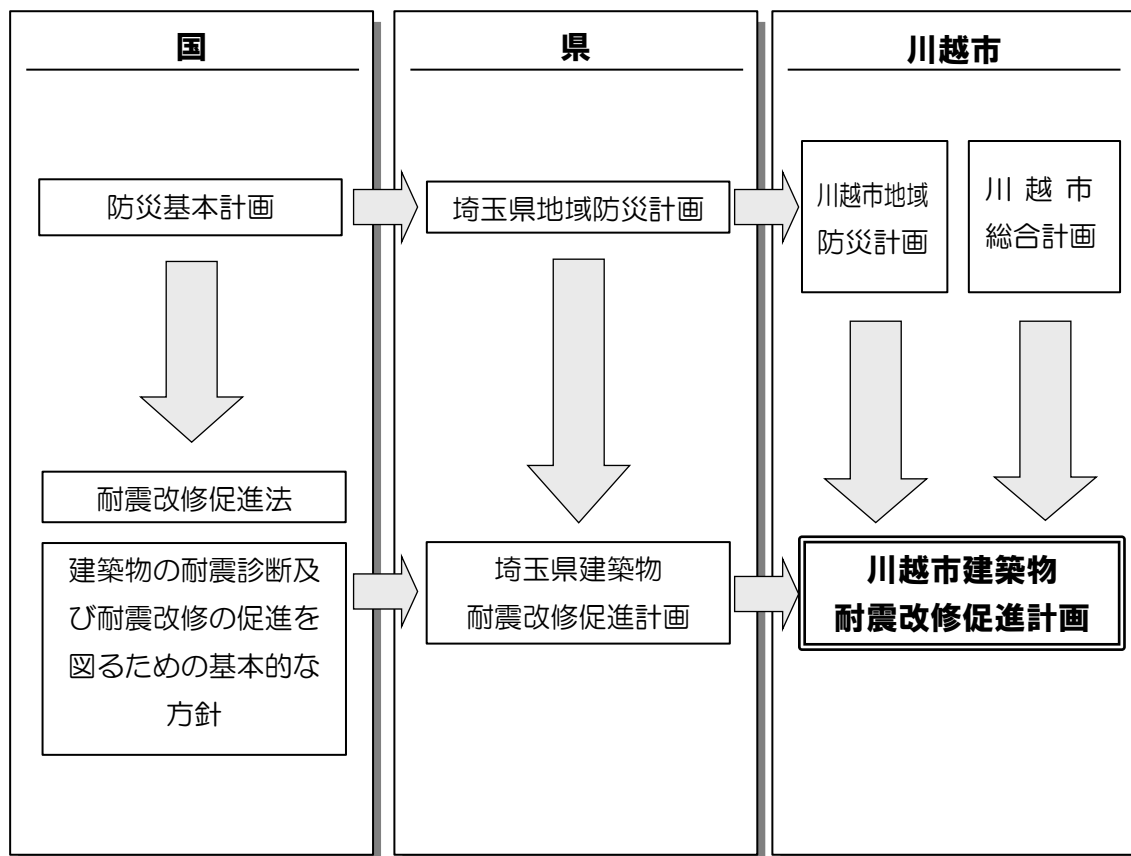 国
防災基本計画
耐震改修促進法
建築物の耐震診断及
び耐震改修の促進を
図るための基本的な
方針
県
埼玉県地域防災計画
埼玉県建築物
耐震改修促進計画
川越市
川越市地域
防災計画
川越市
総合計画
川越市建築物
耐震改修促進計画